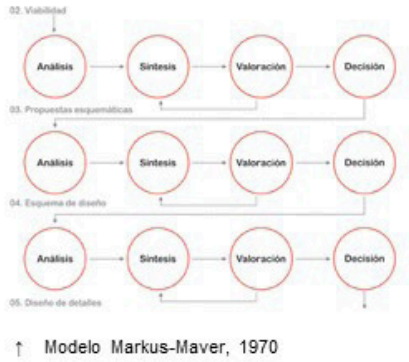 02. Viabilidad
Análisis Síntesis Valoración Decisión
03. Propuestas esquemáticas
Análisis Síntesis Valoración Decisión
04. Esquema de diseño
Análisis Síntesis Valoración Decisión
05. Diseño de detalles
↑ Modelo Markus-Maver, 1970